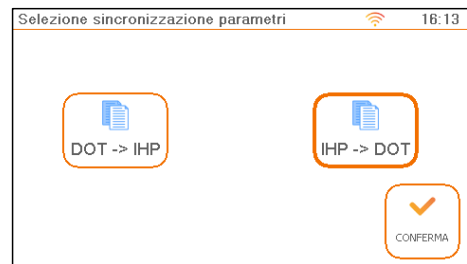 Selezione sincronizzazione parametri 16:13
DOT -> IHP
IHP -> DOT
CONFERMA